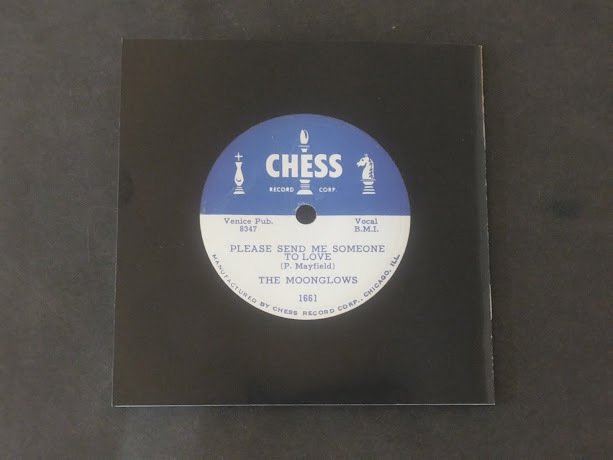 CHESS
RECORD CORP.
Venice Pub. Vocal
8347 B.M.I.
PLEASE SEND ME SOMEONE
TO LOVE
(P. Mayfield)
THE MOONGLOWS
1661
MANUFACTURED BY CHESS RECORD CORP., CHICAGO, ILL.